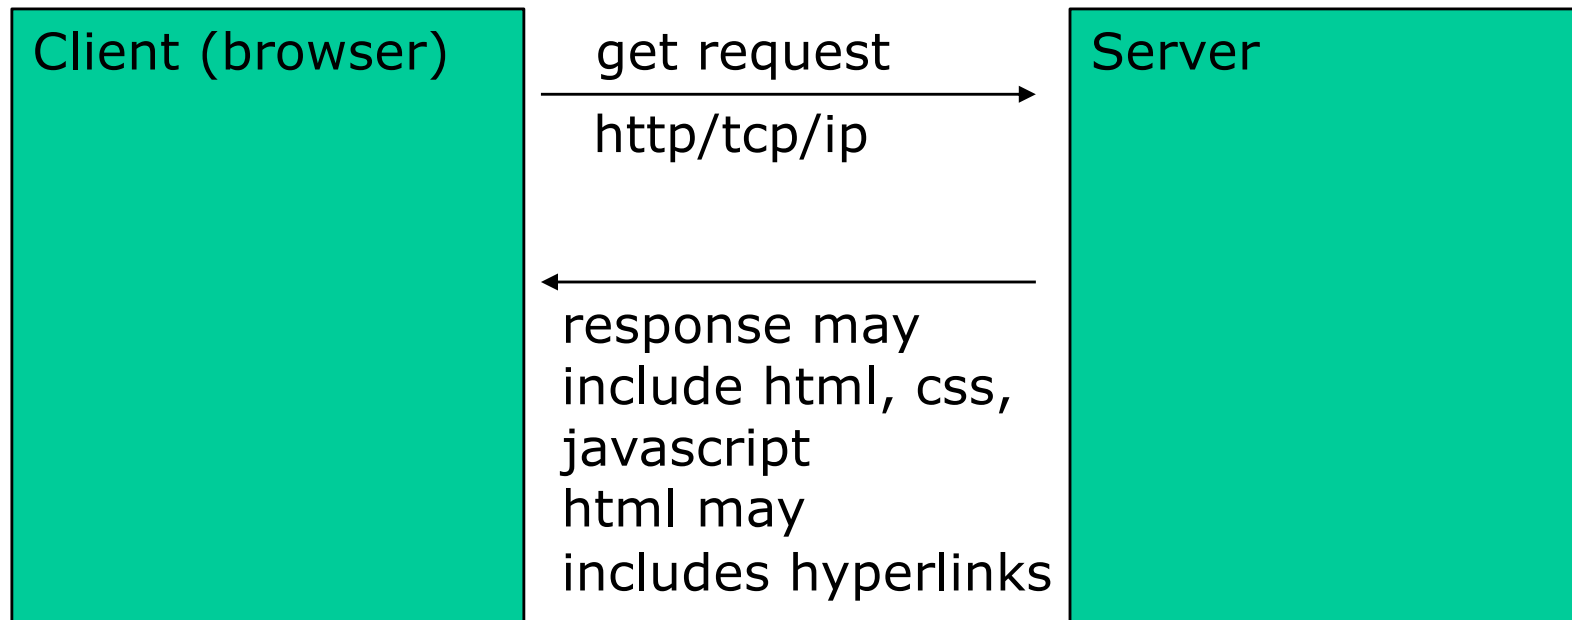 Client (browser)
get request
http/tcp/ip
Server
response may
include html, css,
javascript
html may
includes hyperlinks